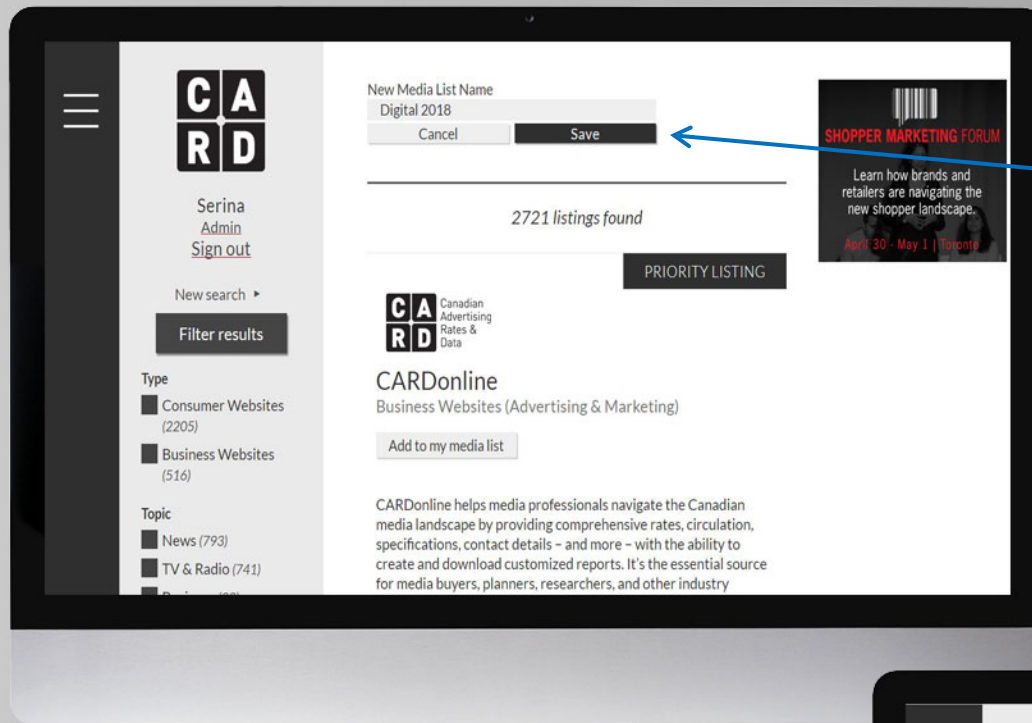 C A
R D
Serina
Admin
Sign out
New search ▸
Filter results
Type
Consumer Websites
(2205)
Business Websites
(516)
Topic
News (793)
TV & Radio (741)
New Media List Name
Digital 2018
Cancel
Save
2721 listings found
PRIORITY LISTING
C A
R D
Canadian
Advertising
Rates &
Data
CARDonline
Business Websites (Advertising & Marketing)
Add to my media list
CARDonline helps media professionals navigate the Canadian
media landscape by providing comprehensive rates, circulation,
specifications, contact details – and more – with the ability to
create and download customized reports. It's the essential source
for media buyers, planners, researchers, and other industry
SHOPPER MARKETING FORUM
Learn how brands and
retailers are navigating the
new shopper landscape.
April 30 - May 1 | Toronto